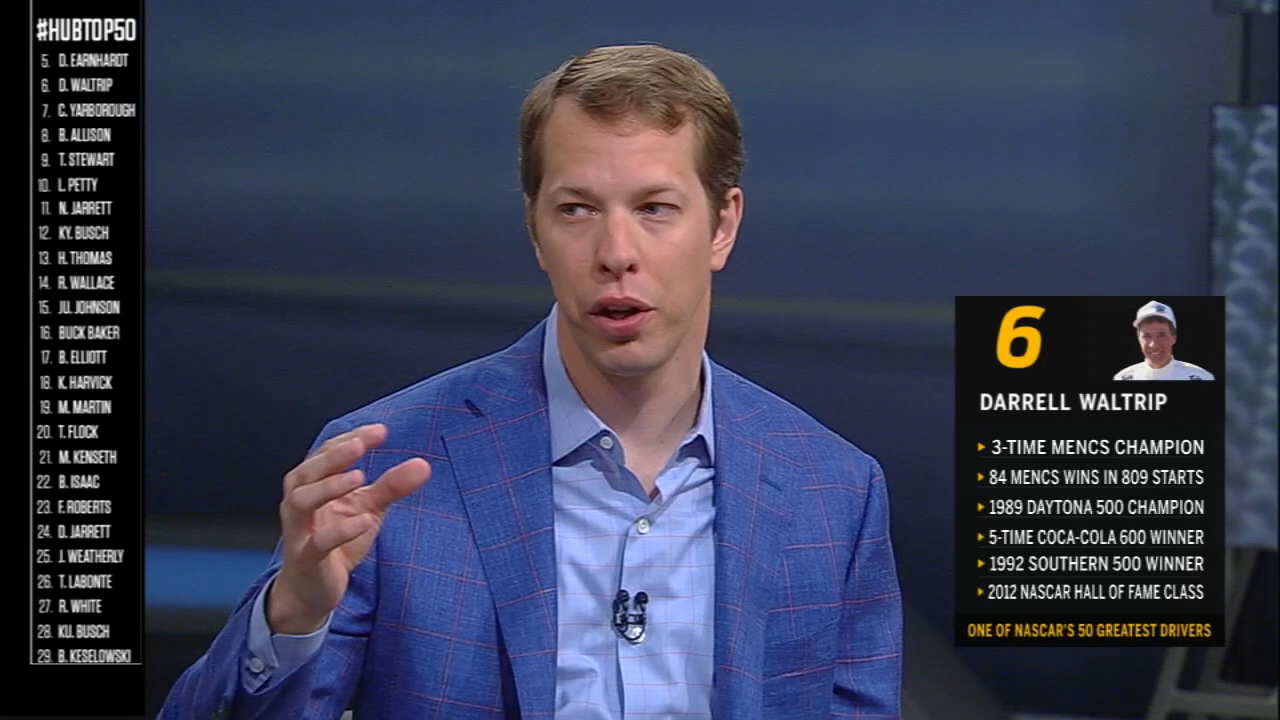 #HUBTOP50
5. D. EARNHARDT
6. D. WALTRIP
7. C. YARBOROUGH
8. B. ALLISON
9. T. STEWART
10. L. PETTY
11. N. JARRETT
12. KY. BUSCH
13. H. THOMAS
14. R. WALLACE
15. JU. JOHNSON
16. BUCK BAKER
17. B. ELLIOTT
18. K. HARVICK
19. M. MARTIN
20. T. FLOCK
21. M. KENSETH
22. B. ISAAC
23. F. ROBERTS
24. D. JARRETT
25. J. WEATHERLY
26. T. LABONTE
27. R. WHITE
28. KU. BUSCH
29. B. KESELOWSKI
6
DARRELL WALTRIP
3-TIME MENCS CHAMPION
84 MENCS WINS IN 809 STARTS
1989 DAYTONA 500 CHAMPION
5-TIME COCA-COLA 600 WINNER
1992 SOUTHERN 500 WINNER
2012 NASCAR HALL OF FAME CLASS
ONE OF NASCAR'S 50 GREATEST DRIVERS